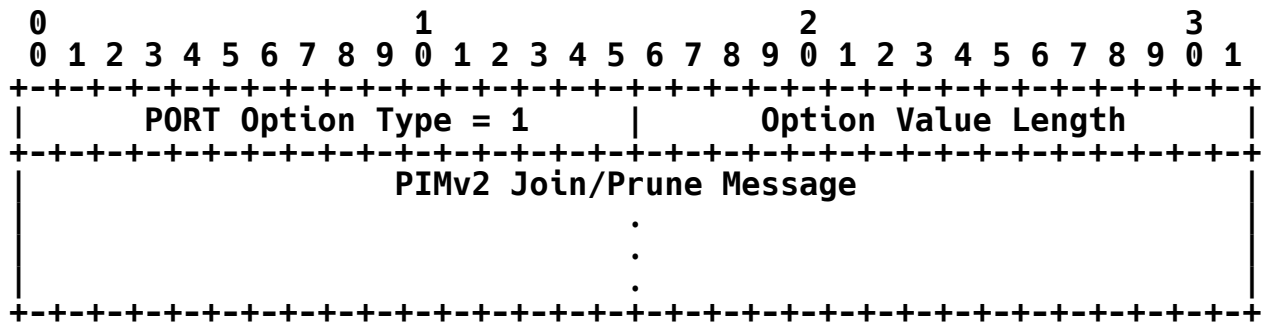 0                   1                   2                   3
 0 1 2 3 4 5 6 7 8 9 0 1 2 3 4 5 6 7 8 9 0 1 2 3 4 5 6 7 8 9 0 1
+-+-+-+-+-+-+-+-+-+-+-+-+-+-+-+-+-+-+-+-+-+-+-+-+-+-+-+-+-+-+-+-+
|      PORT Option Type = 1     |      Option Value Length      |
+-+-+-+-+-+-+-+-+-+-+-+-+-+-+-+-+-+-+-+-+-+-+-+-+-+-+-+-+-+-+-+-+
|                   PIMv2 Join/Prune Message                    |
|                               .                               |
|                               .                               |
|                               .                               |
+-+-+-+-+-+-+-+-+-+-+-+-+-+-+-+-+-+-+-+-+-+-+-+-+-+-+-+-+-+-+-+-+